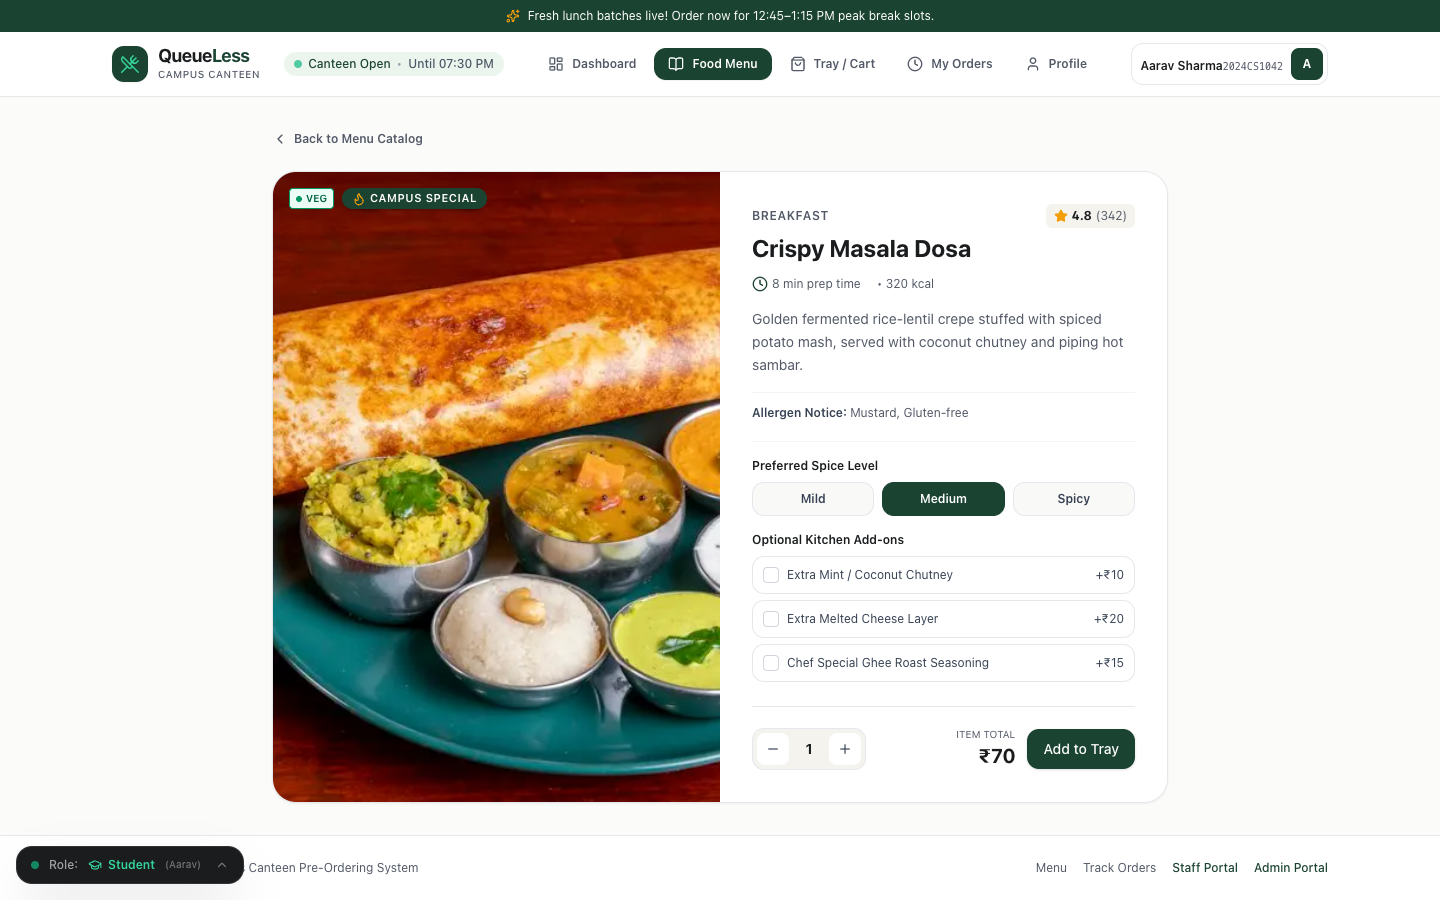 Fresh lunch batches live! Order now for 12:45–1:15 PM peak break slots.
QueueLess
CAMPUS CANTEEN
Canteen Open • Until 07:30 PM
Dashboard
Food Menu
Tray / Cart
My Orders
Profile
Aarav Sharma 2024CS1042
A
Back to Menu Catalog
VEG
CAMPUS SPECIAL
BREAKFAST
4.8 (342)
Crispy Masala Dosa
8 min prep time • 320 kcal
Golden fermented rice-lentil crepe stuffed with spiced
potato mash, served with coconut chutney and piping hot
sambar.
Allergen Notice: Mustard, Gluten-free
Preferred Spice Level
Mild
Medium
Spicy
Optional Kitchen Add-ons
Extra Mint / Coconut Chutney +₹10
Extra Melted Cheese Layer +₹20
Chef Special Ghee Roast Seasoning +₹15
− 1 +
ITEM TOTAL
₹70
Add to Tray
Role: Student (Aarav)
Canteen Pre-Ordering System
Menu
Track Orders
Staff Portal
Admin Portal